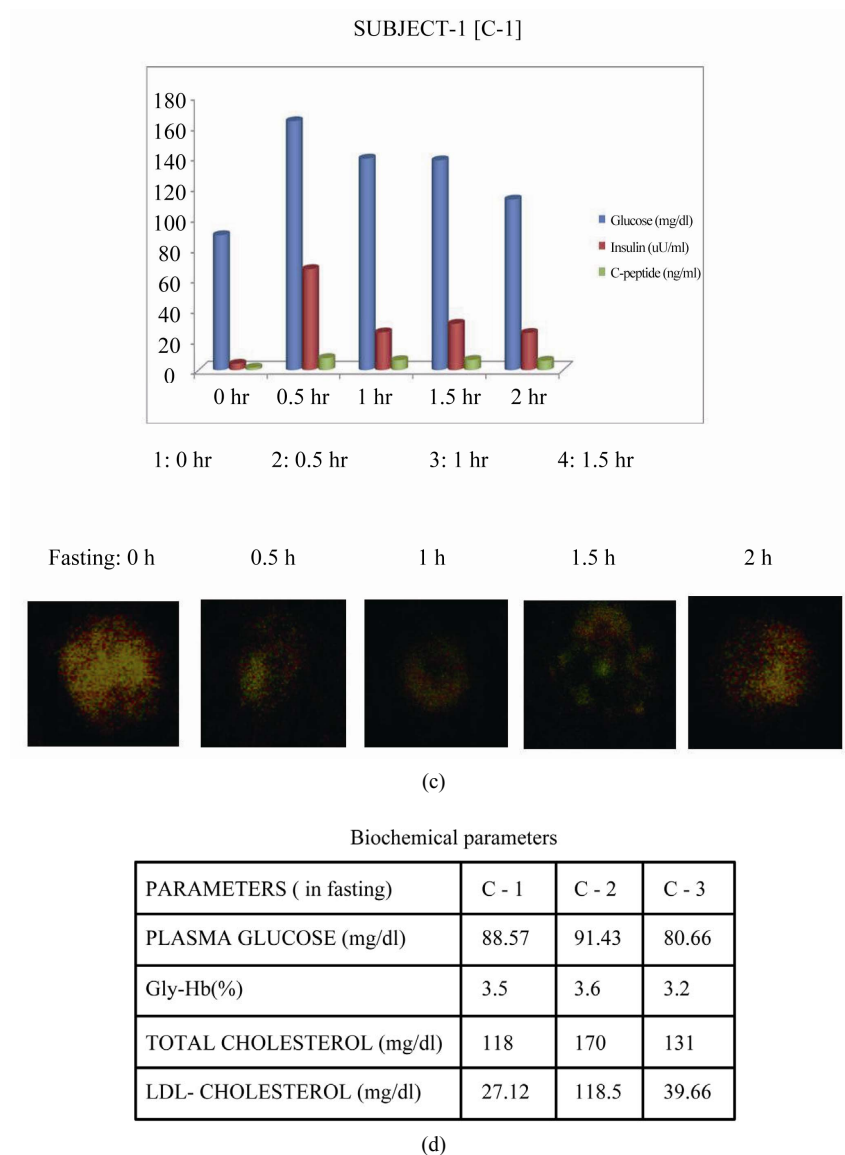 SUBJECT-1 [C-1]
180
160
140
120
100
80
60
40
20
0
0 hr 0.5 hr 1 hr 1.5 hr 2 hr
Glucose (mg/dl)
Insulin (uU/ml)
C-peptide (ng/ml)
1: 0 hr 2: 0.5 hr 3: 1 hr 4: 1.5 hr
Fasting: 0 h 0.5 h 1 h 1.5 h 2 h
(c)
Biochemical parameters
PARAMETERS ( in fasting) C - 1 C - 2 C - 3
PLASMA GLUCOSE (mg/dl) 88.57 91.43 80.66
Gly-Hb(%) 3.5 3.6 3.2
TOTAL CHOLESTEROL (mg/dl) 118 170 131
LDL- CHOLESTEROL (mg/dl) 27.12 118.5 39.66
(d)